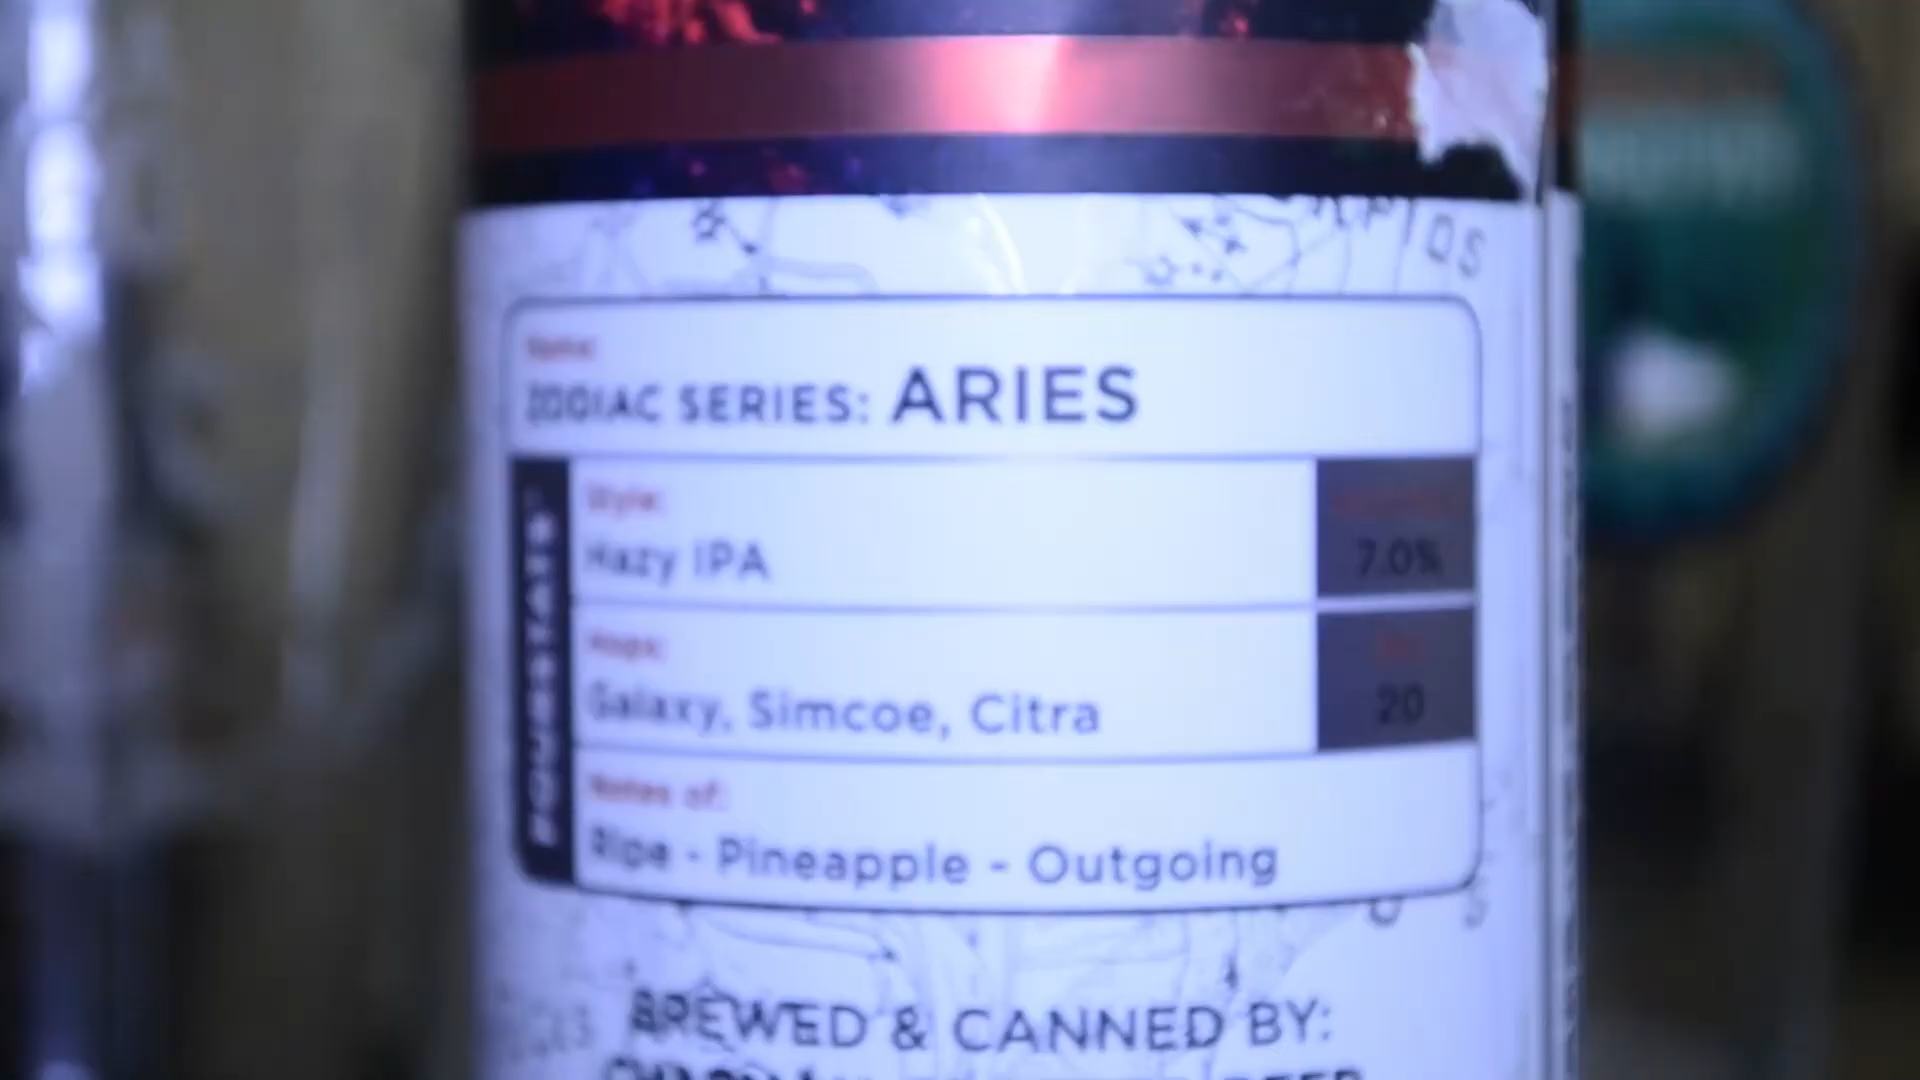 Name:
ZODIAC SERIES: ARIES
Style:
Hazy IPA
7.0%
Hops:
Galaxy, Simcoe, Citra
20
Notes of:
Ripe - Pineapple - Outgoing
BREWED & CANNED BY:
BEER